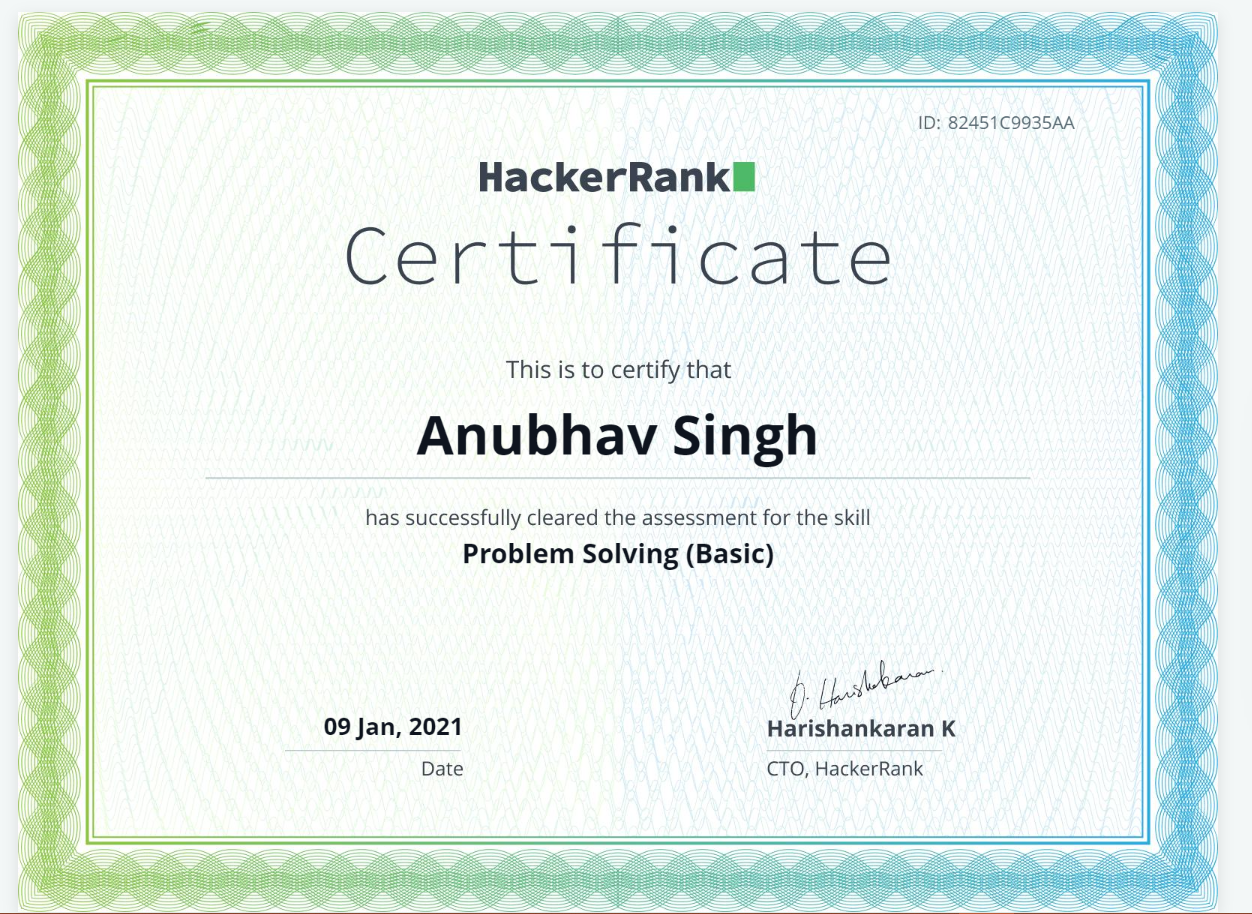 ID: 82451C9935AA
HackerRank
Certificate
This is to certify that
Anubhav Singh
has successfully cleared the assessment for the skill
Problem Solving (Basic)
09 Jan, 2021
Date
Harishankaran K
CTO, HackerRank